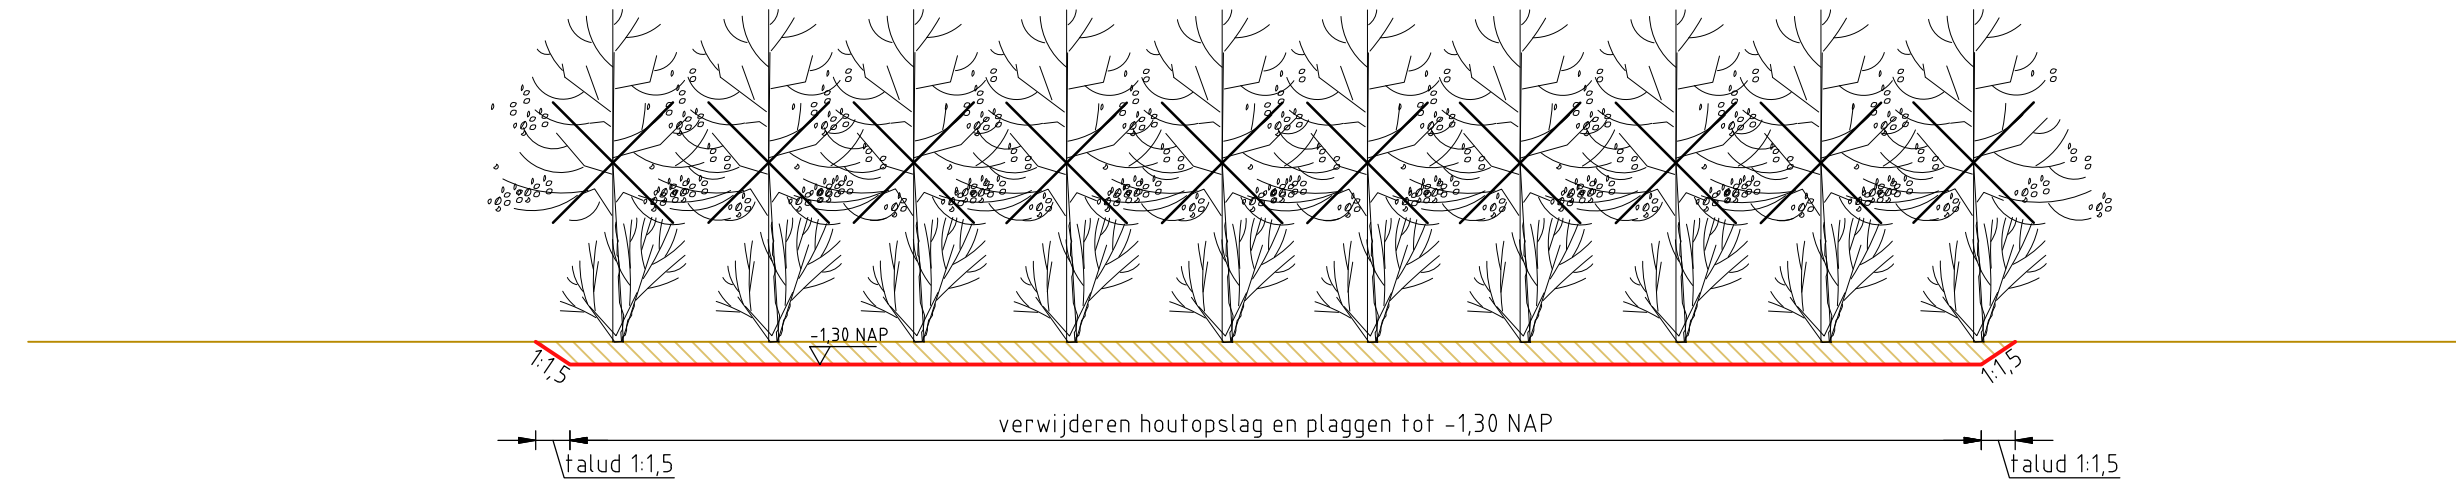 -1,30 NAP
1:1,5
1:1,5
verwijderen houtopslag en plaggen tot -1,30 NAP
talud 1:1,5
talud 1:1,5